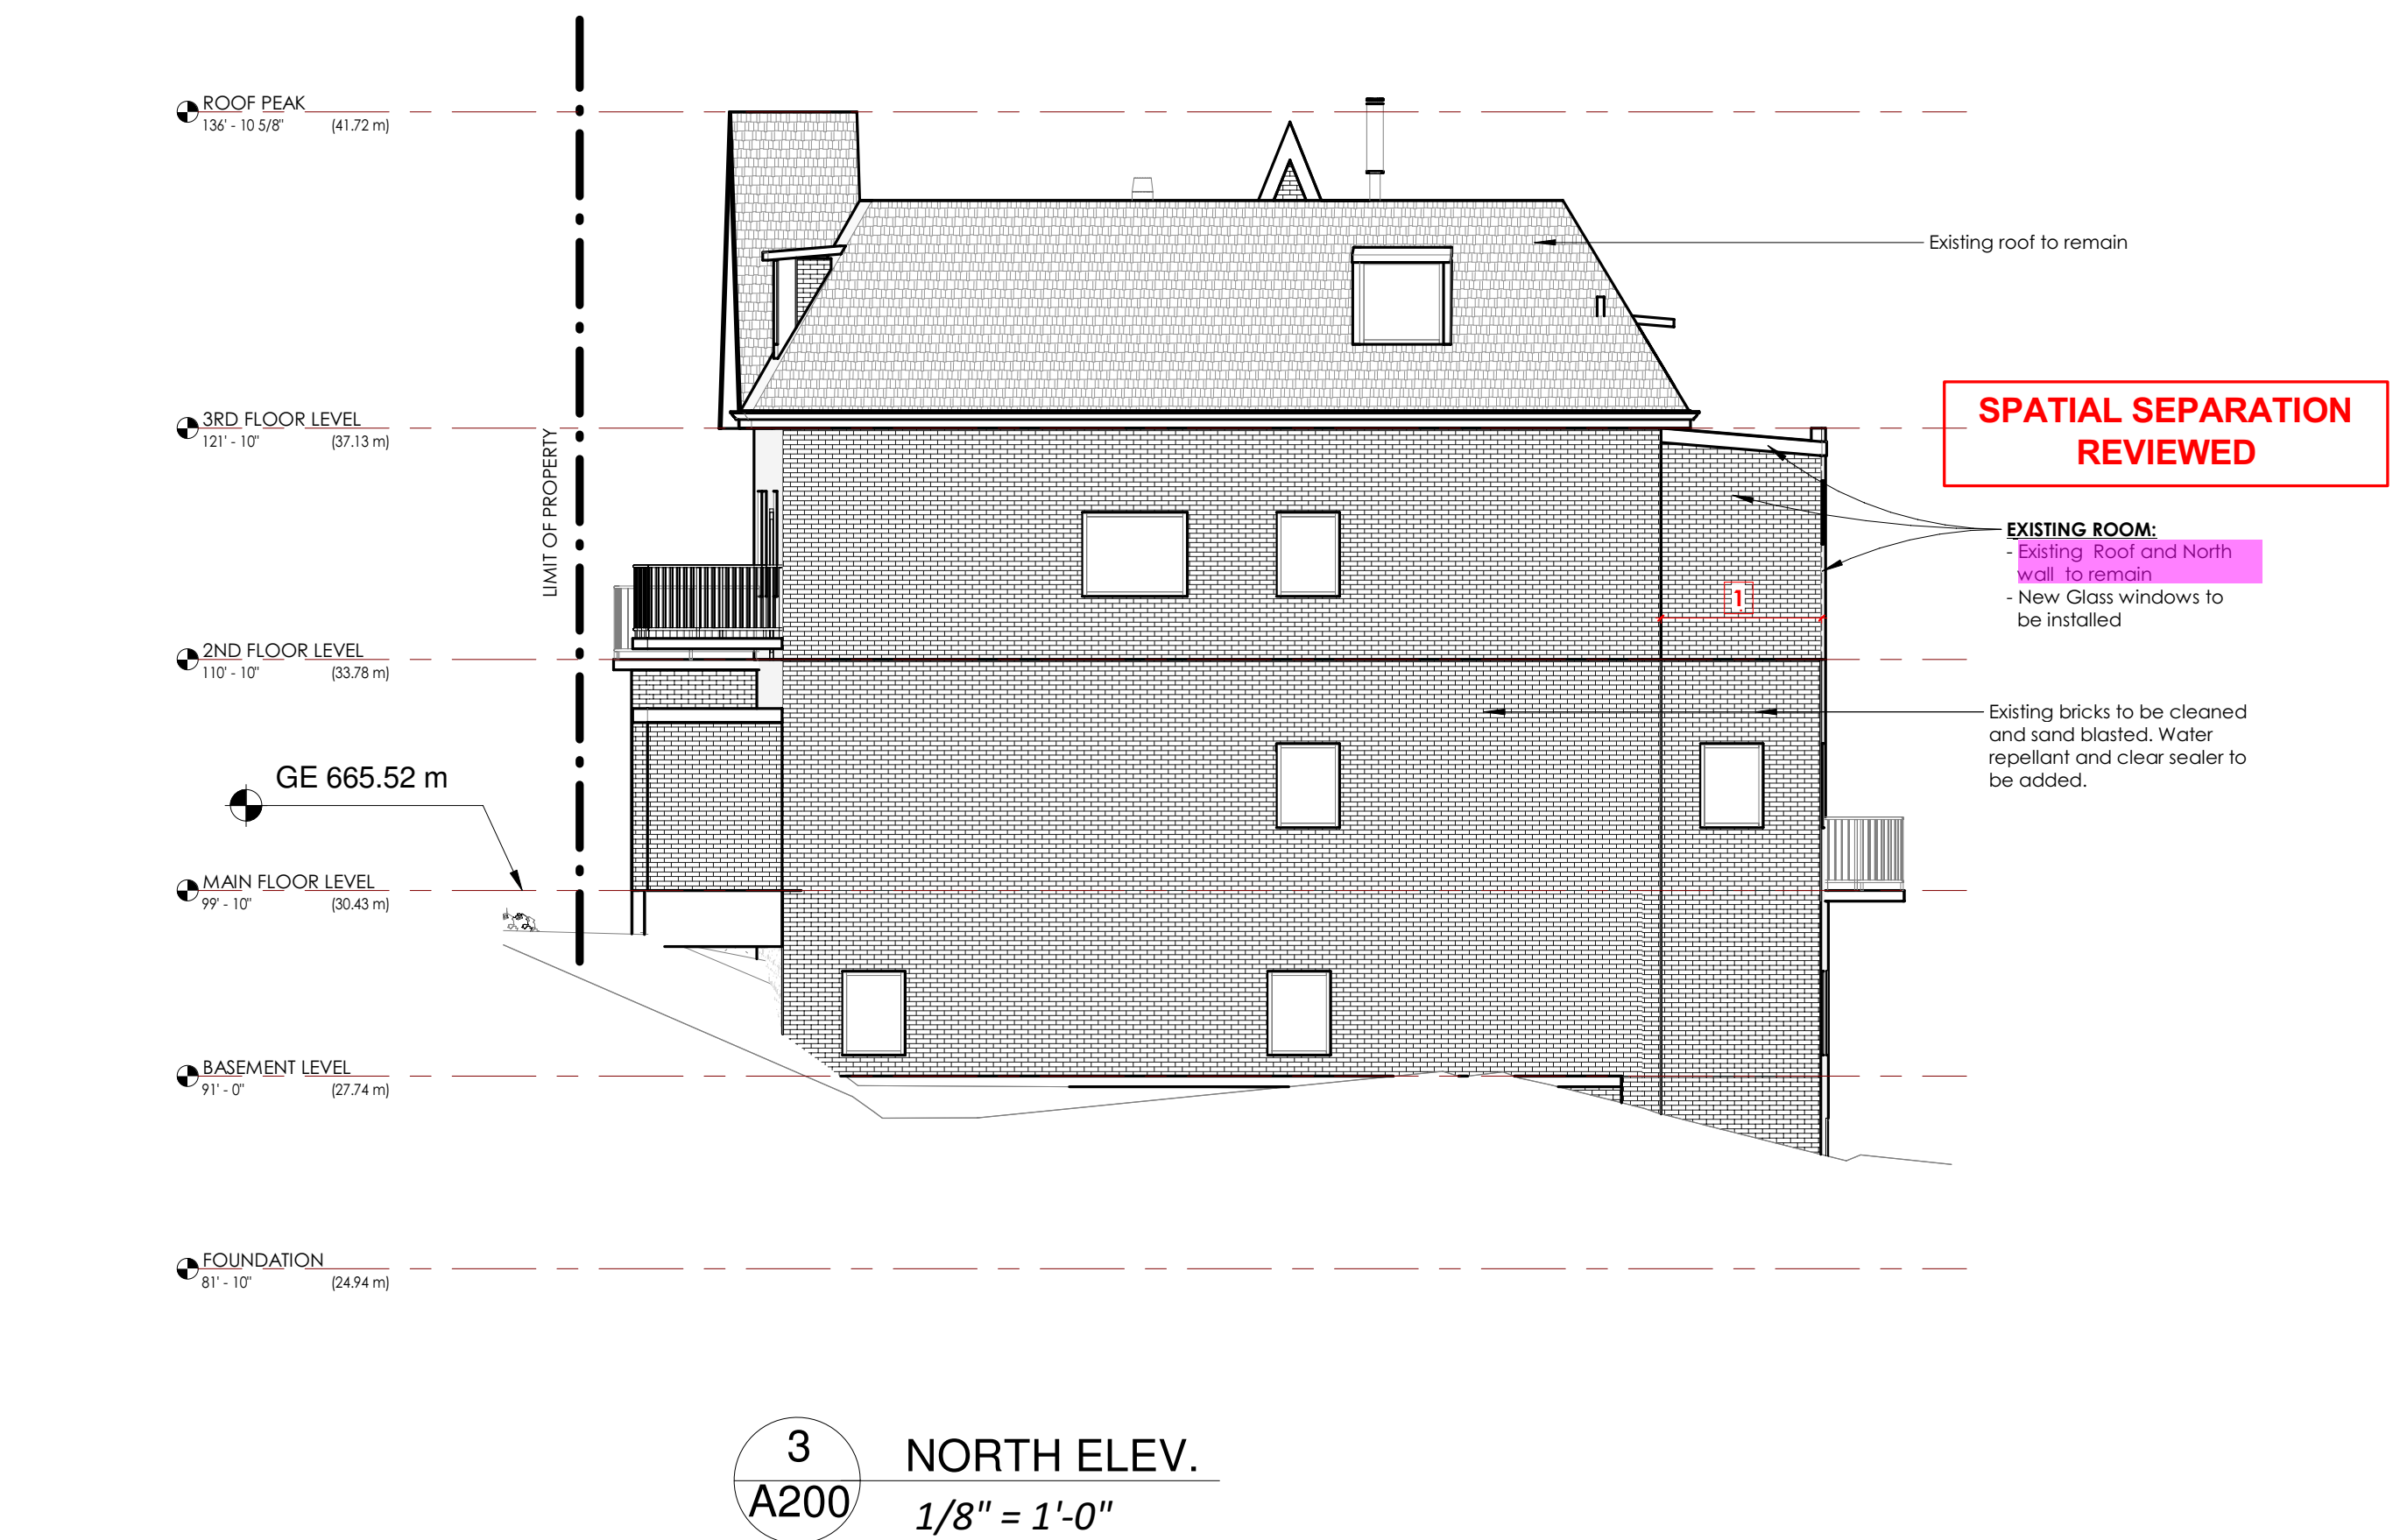 ROOF PEAK
136' - 10 5/8" (41.72 m)
Existing roof to remain
3RD FLOOR LEVEL
121' - 10" (37.13 m)
SPATIAL SEPARATION
REVIEWED
LIMIT OF PROPERTY
EXISTING ROOM:
- Existing Roof and North
wall to remain
- New Glass windows to
be installed
1
2ND FLOOR LEVEL
110' - 10" (33.78 m)
Existing bricks to be cleaned
and sand blasted. Water
repellant and clear sealer to
be added.
GE 665.52 m
MAIN FLOOR LEVEL
99' - 10" (30.43 m)
BASEMENT LEVEL
91' - 0" (27.74 m)
FOUNDATION
81' - 10" (24.94 m)
3
A200
NORTH ELEV.
1/8" = 1'-0"